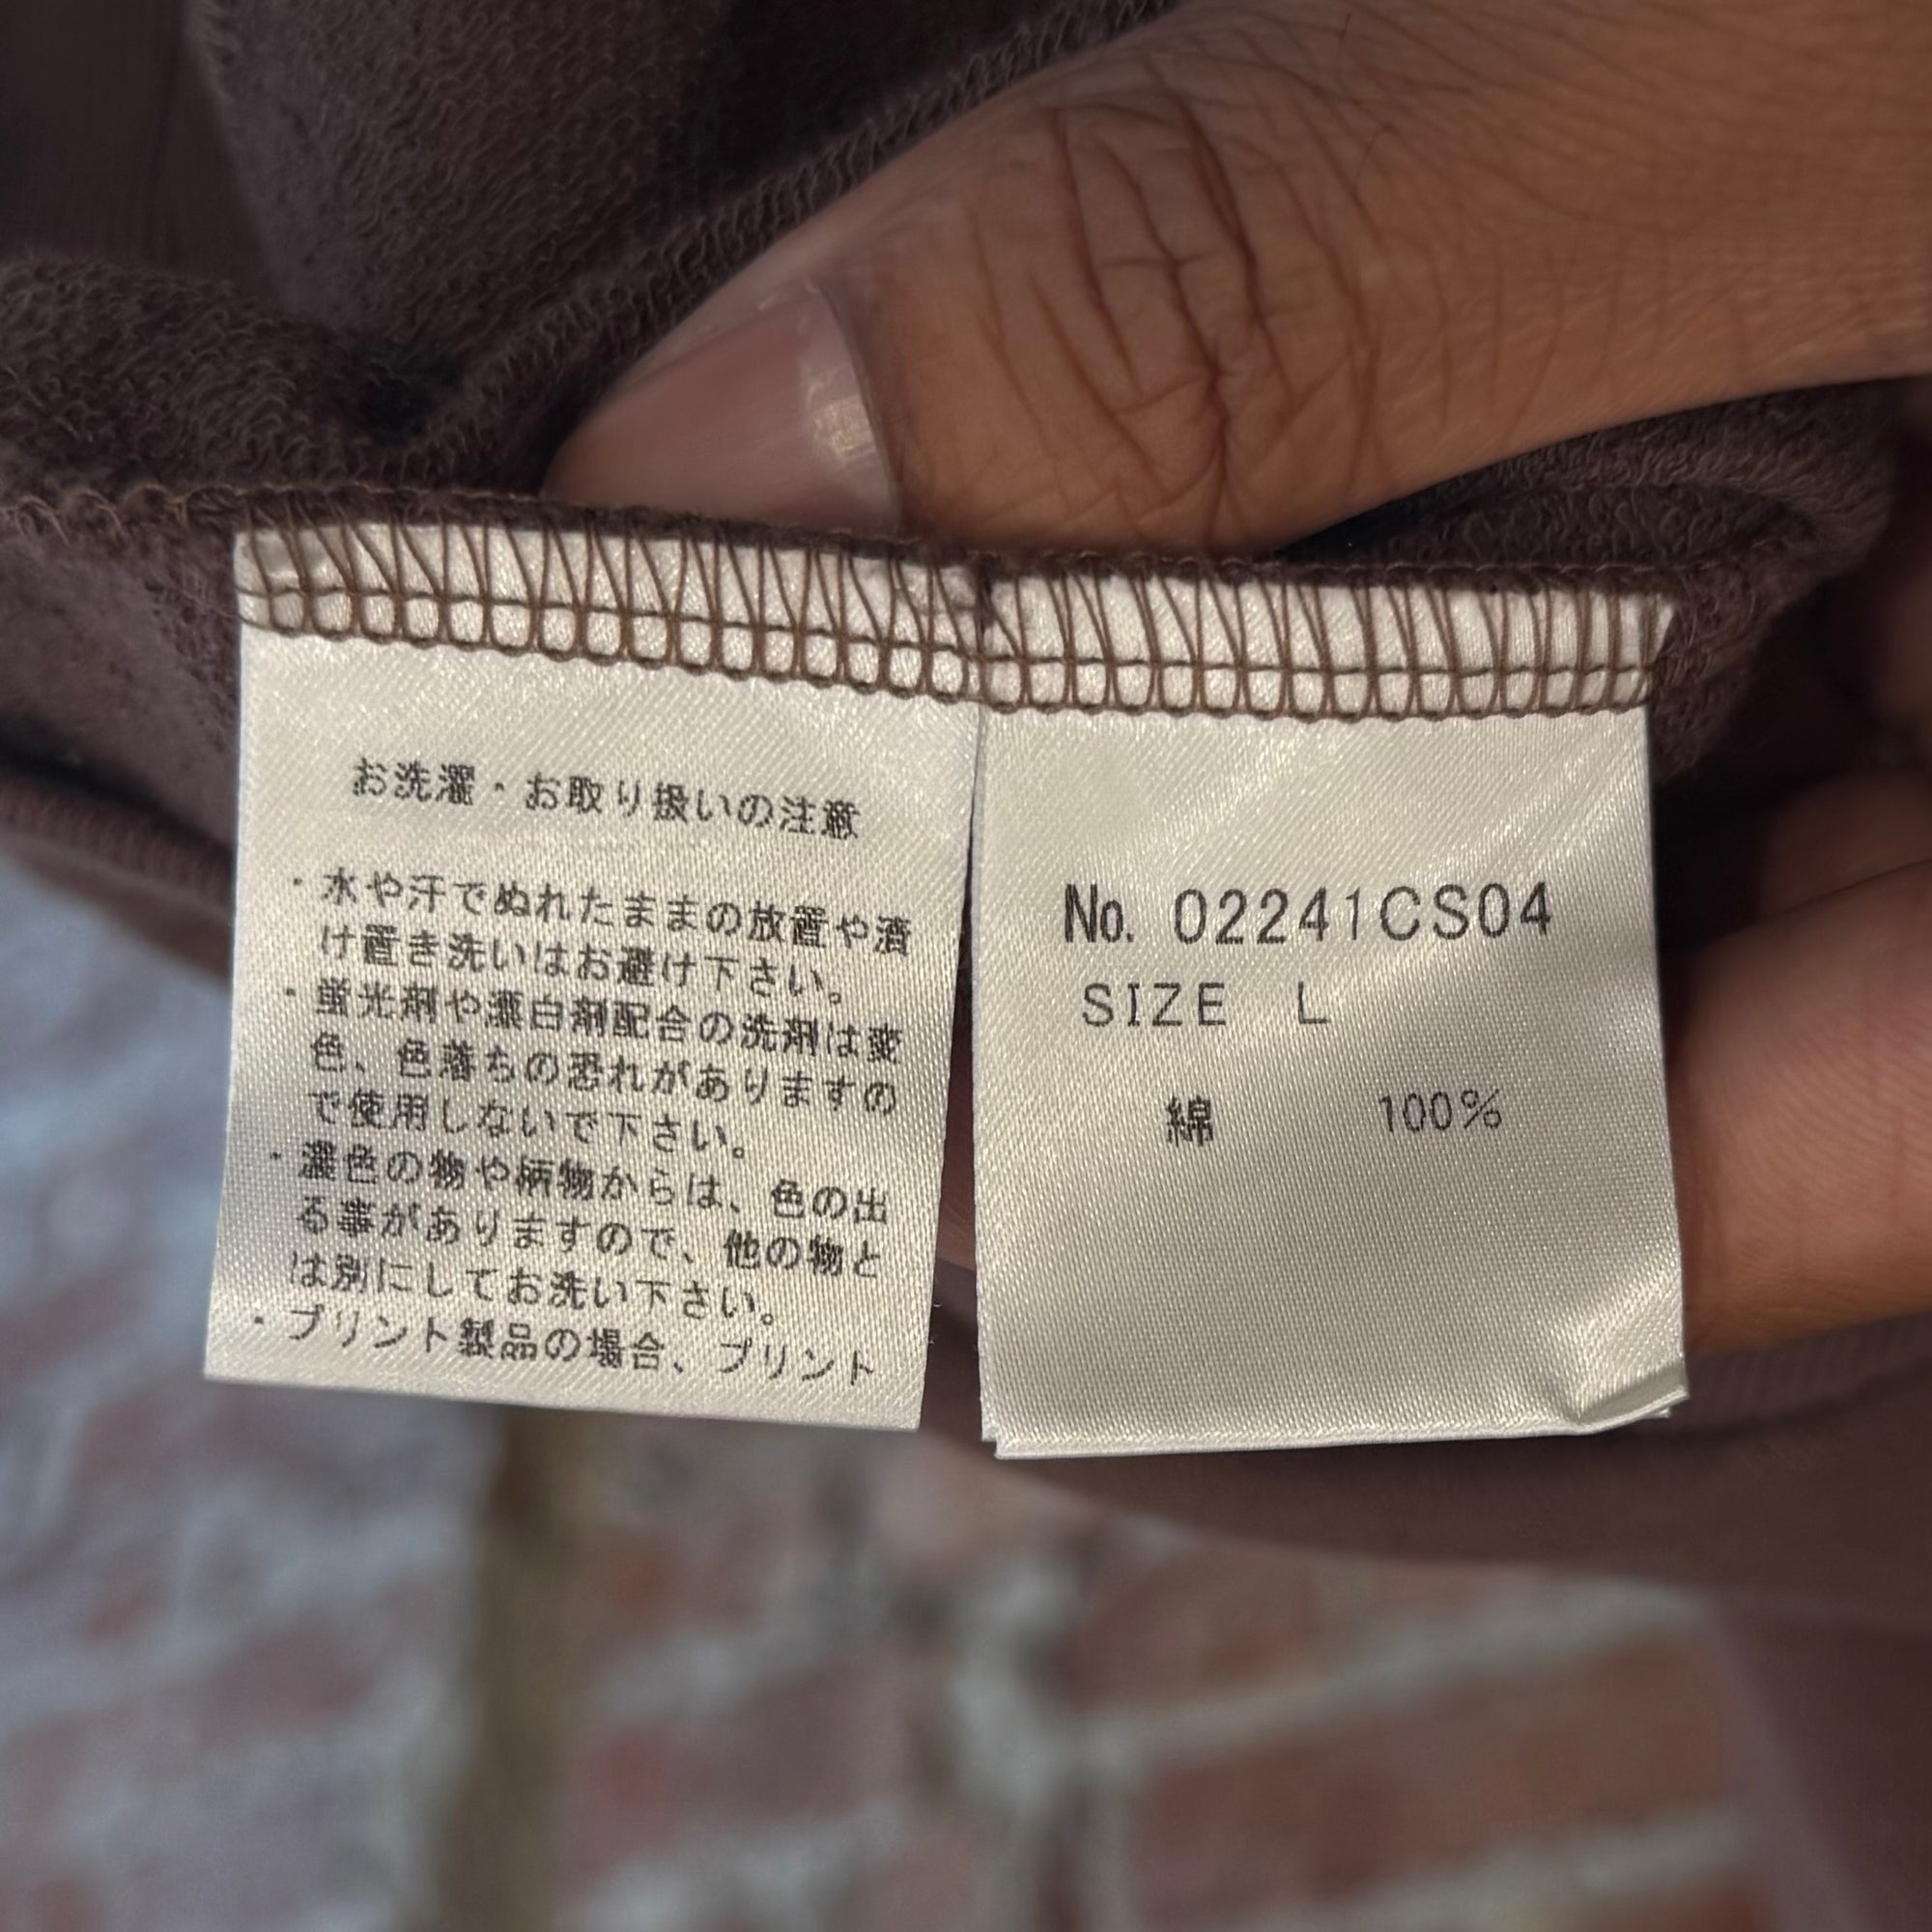 お洗濯・お取り扱いの注意
・水や汗でぬれたままの放置や漬
け置き洗いはお避け下さい。
・蛍光剤や漂白剤配合の洗剤は変
色、色落ちの恐れがありますの
で使用しないで下さい。
・濃色の物や柄物からは、色の出
る事がありますので、他の物と
は別にしてお洗い下さい。
・プリント製品の場合、プリント
No. 02241CS04
SIZE L
綿 100%